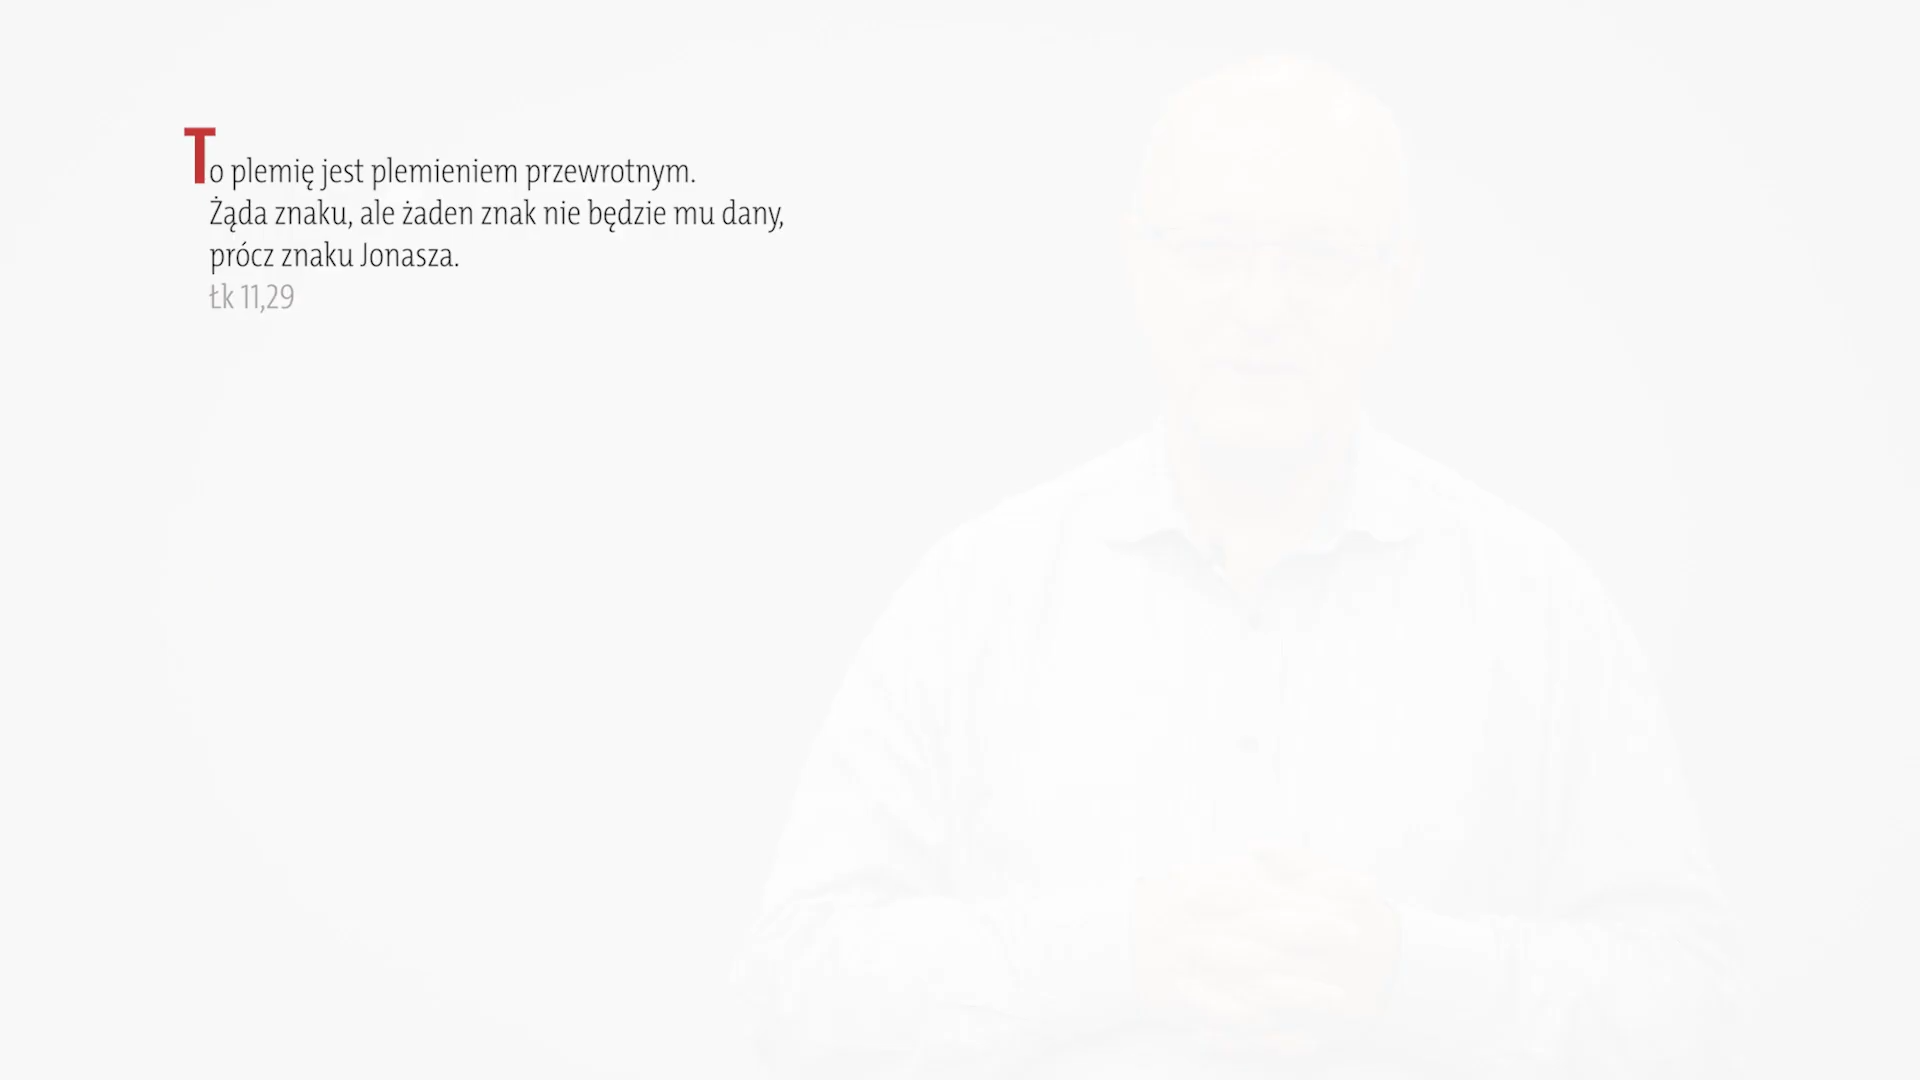 To plemię jest plemieniem przewrotnym.
Żąda znaku, ale żaden znak nie będzie mu dany,
prócz znaku Jonasza.
Łk 11,29